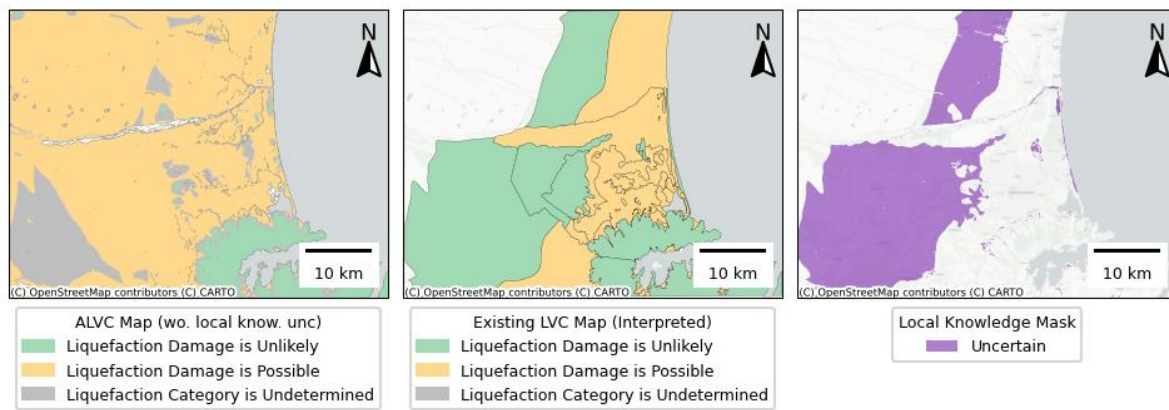 N
N
N
10 km
10 km
10 km
(C) OpenStreetMap contributors (C) CARTO
(C) OpenStreetMap contributors (C) CARTO
(C) OpenStreetMap contributors (C) CARTO
ALVC Map (wo. local know. unc)
Liquefaction Damage is Unlikely
Liquefaction Damage is Possible
Liquefaction Category is Undetermined
Existing LVC Map (Interpreted)
Liquefaction Damage is Unlikely
Liquefaction Damage is Possible
Liquefaction Category is Undetermined
Local Knowledge Mask
Uncertain